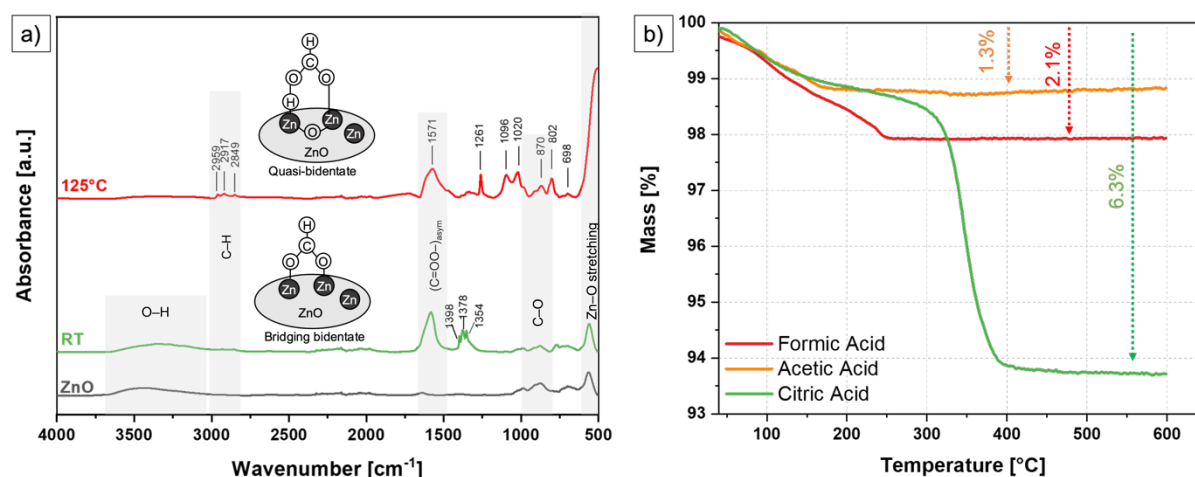 a)
Absorbance [a.u.]
H
C
O O
H
Zn Zn
O Zn
ZnO
Quasi-bidentate
2959
2917
2849
1571
1261
1096
1020
870
802
698
125°C
C–H
(C=OO–)asym
C–O
Zn–O stretching
O–H
H
C
O O
Zn Zn Zn
ZnO
Bridging bidentate
1398
1378
1354
RT
ZnO
4000 3500 3000 2500 2000 1500 1000 500
Wavenumber [cm⁻¹]
b)
Mass [%]
100
99
98
97
96
95
94
93
1.3%
2.1%
6.3%
Formic Acid
Acetic Acid
Citric Acid
100 200 300 400 500 600
Temperature [°C]